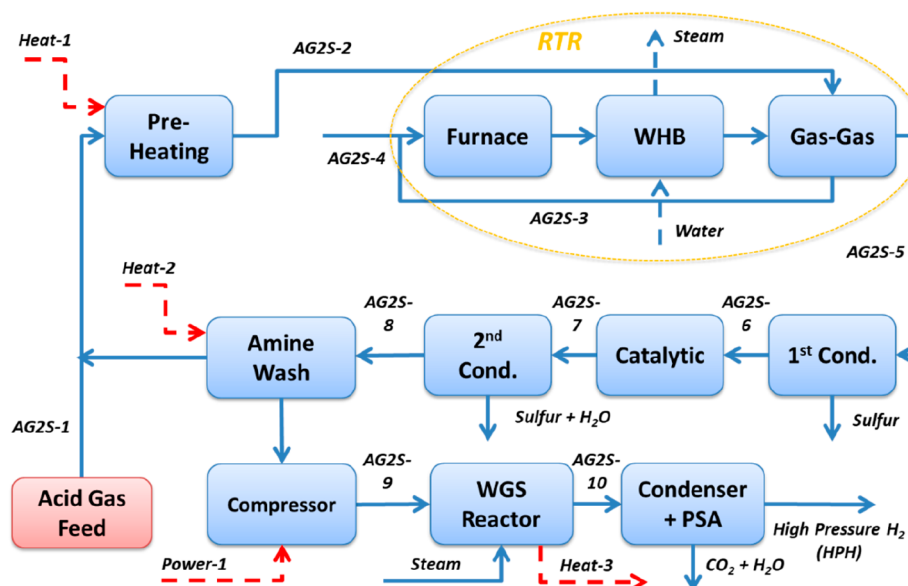 Heat-1
AG2S-2
RTR
Steam
Pre-
Heating
Furnace
WHB
Gas-Gas
AG2S-4
AG2S-3
Water
AG2S-5
Heat-2
AG2S-
8
AG2S-
7
AG2S-
6
Amine
Wash
2nd
Cond.
Catalytic
1st Cond.
AG2S-1
Sulfur + H2O
Sulfur
Acid Gas
Feed
Compressor
AG2S-
9
WGS
Reactor
AG2S-
10
Condenser
+ PSA
High Pressure H2
(HPH)
Power-1
Steam
Heat-3
CO2 + H2O